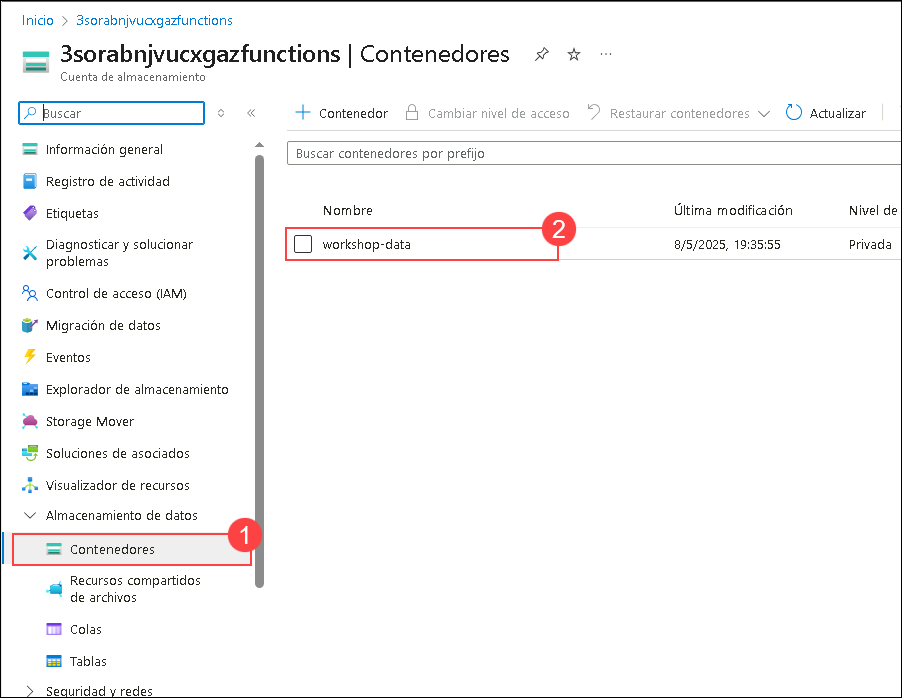 Inicio > 3sorabnjvucxgazfunctions
3sorabnjvucxgazfunctions | Contenedores
Cuenta de almacenamiento
Buscar
Contenedor
Cambiar nivel de acceso
Restaurar contenedores
Actualizar
Buscar contenedores por prefijo
Información general
Registro de actividad
Etiquetas
Diagnosticar y solucionar
problemas
Control de acceso (IAM)
Migración de datos
Eventos
Explorador de almacenamiento
Storage Mover
Soluciones de asociados
Visualizador de recursos
Almacenamiento de datos
Contenedores
1
Recursos compartidos
de archivos
Colas
Tablas
Seguridad y redes
Nombre
Última modificación
Nivel de
workshop-data
2
8/5/2025, 19:35:55
Privada